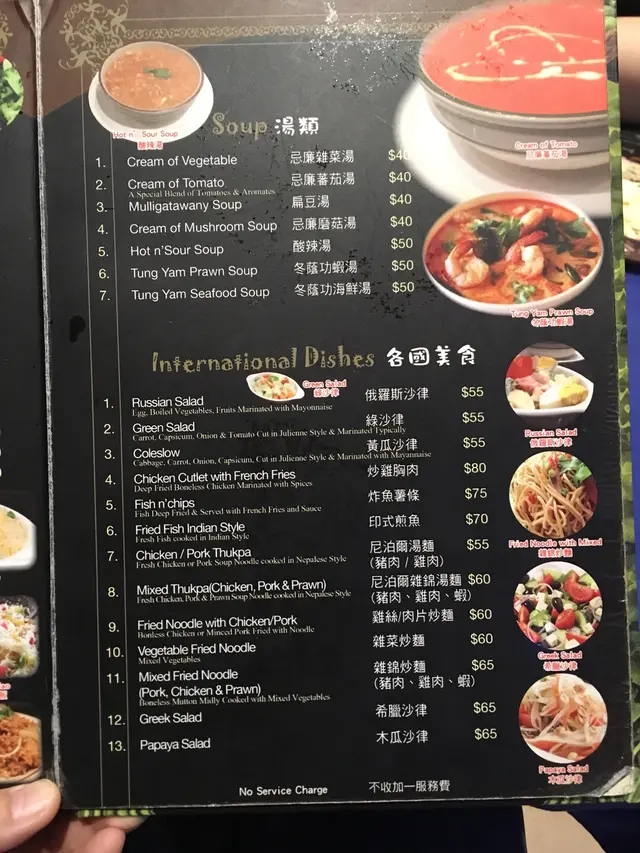 Hot n' Sour Soup
酸辣湯
Soup 湯類
Cream of Tomato
忌廉蕃茄湯
1. Cream of Vegetable 忌廉雜菜湯 $40
2. Cream of Tomato 忌廉蕃茄湯 $40
A Special Blend of Tomatoes & Aromates
3. Mulligatawany Soup 扁豆湯 $40
4. Cream of Mushroom Soup 忌廉磨菇湯 $40
5. Hot n'Sour Soup 酸辣湯 $50
6. Tung Yam Prawn Soup 冬蔭功蝦湯 $50
7. Tung Yam Seafood Soup 冬蔭功海鮮湯 $50
Tung Yam Prawn Soup
冬蔭功蝦湯
International Dishes 各國美食
Green Salad
綠沙律
1. Russian Salad 俄羅斯沙律 $55
Egg, Boiled Vegetables, Fruits Marinated with Mayonnaise
2. Green Salad 綠沙律 $55
Carrot, Capsicum, Onion & Tomato Cut in Julienne Style & Marinated Typically
3. Coleslow 黃瓜沙律 $55
Cabbage, Carrot, Onion, Capsicum, Cut in Julienne Style & Marinated with Mayannaise
4. Chicken Cutlet with French Fries 炒雞胸肉 $80
Deep Fried Boneless Chicken Marinated with Spices
5. Fish n'chips 炸魚薯條 $75
Fish Deep Fried & Served with French Fries and Sauce
6. Fried Fish Indian Style 印式煎魚 $70
Fresh Fish cooked in Indian Style
7. Chicken / Pork Thukpa 尼泊爾湯麵 $55
Fresh Chicken or Pork Soup Noodle cooked in Nepalese Style (豬肉 / 雞肉)
8. Mixed Thukpa(Chicken, Pork & Prawn) 尼泊爾雜錦湯麵 $60
Fresh Chicken, Pork & Prawn Soup Noodle cooked in Nepalese Style (豬肉、雞肉、蝦)
9. Fried Noodle with Chicken/Pork 雞絲/肉片炒麵 $60
Bonless Chicken or Minced Pork Fried with Noodle
10. Vegetable Fried Noodle 雜菜炒麵 $60
Mixed Vegetables
11. Mixed Fried Noodle 雜錦炒麵 $65
(Pork, Chicken & Prawn) (豬肉、雞肉、蝦)
Boneless Mutton Midly Cooked with Mixed Vegetables
12. Greek Salad 希臘沙律 $65
13. Papaya Salad 木瓜沙律 $65
Russian Salad
俄羅斯沙律
Fried Noodle with Mixed
雜錦炒麵
Greek Salad
希臘沙律
Papaya Salad
木瓜沙律
No Service Charge 不收加一服務費